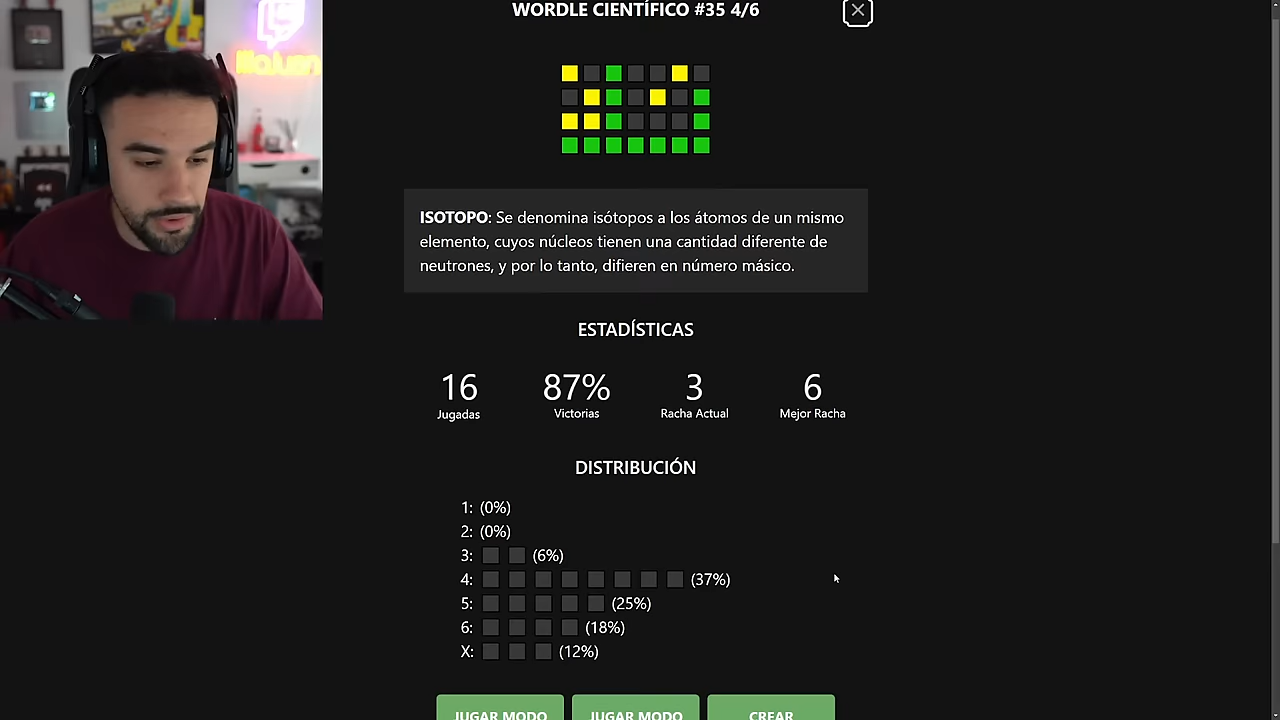 WORDLE CIENTÍFICO #35 4/6
ISOTOPO: Se denomina isótopos a los átomos de un mismo
elemento, cuyos núcleos tienen una cantidad diferente de
neutrones, y por lo tanto, difieren en número másico.
ESTADÍSTICAS
16 87% 3 6
Jugadas Victorias Racha Actual Mejor Racha
DISTRIBUCIÓN
1: (0%)
2: (0%)
3: (6%)
4: (37%)
5: (25%)
6: (18%)
X: (12%)
JUGAR MODO JUGAR MODO CREAR